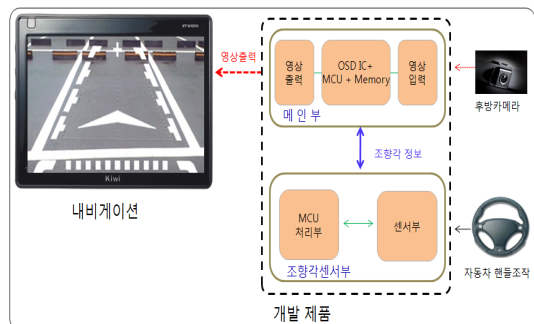 영상출력
영상
출력
OSD IC+
MCU + Memory
영상
입력
메 인 부
후방카메라
조향각 정보
Kiwi
내비게이션
MCU
처리부
센서부
조향각센서부
자동차 핸들조작
개발 제품